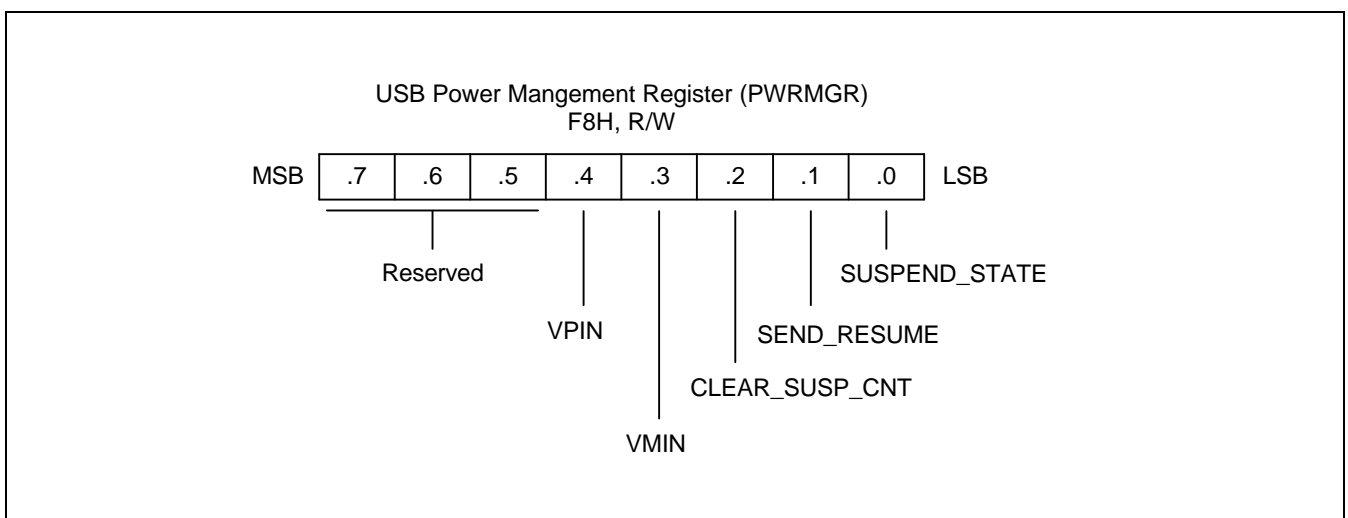 USB Power Mangement Register (PWRMGR)
F8H, R/W
MSB .7 .6 .5 .4 .3 .2 .1 .0 LSB
Reserved
SUSPEND_STATE
VPIN
SEND_RESUME
CLEAR_SUSP_CNT
VMIN